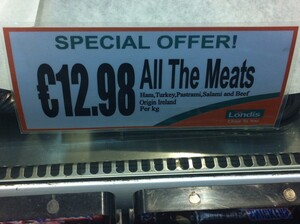 SPECIAL OFFER!
€12.98 All The Meats
Ham,Turkey,Pastrami,Salami and Beef
Origin Ireland
Per kg
Londis